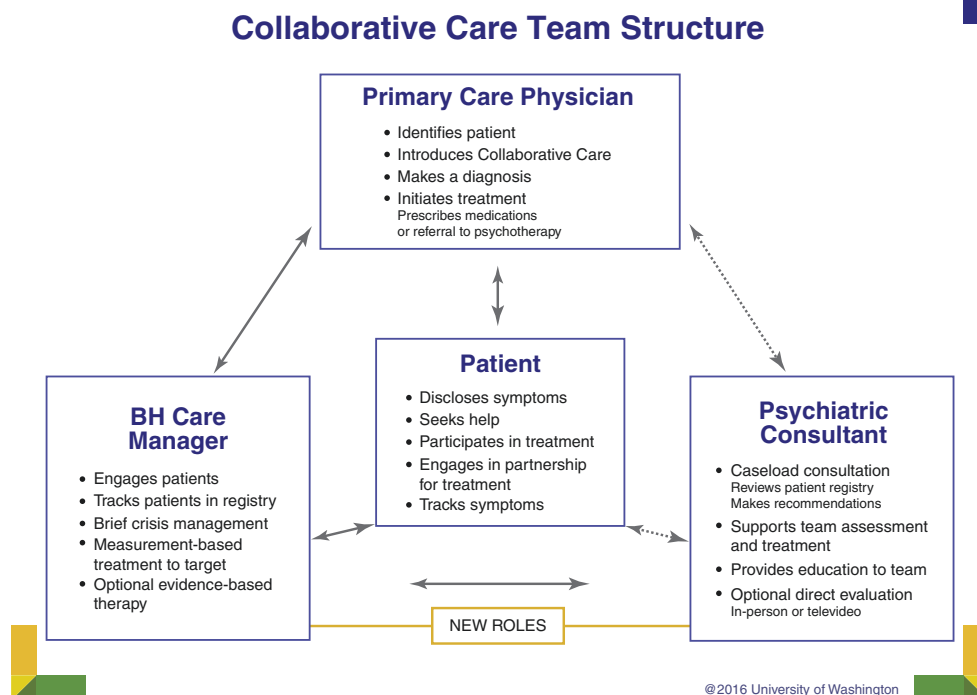 Collaborative Care Team Structure
Primary Care Physician
• Identifies patient
• Introduces Collaborative Care
• Makes a diagnosis
• Initiates treatment
Prescribes medications
or referral to psychotherapy
BH Care
Manager
• Engages patients
• Tracks patients in registry
• Brief crisis management
• Measurement-based
treatment to target
• Optional evidence-based
therapy
Patient
• Discloses symptoms
• Seeks help
• Participates in treatment
• Engages in partnership
for treatment
• Tracks symptoms
Psychiatric
Consultant
• Caseload consultation
Reviews patient registry
Makes recommendations
• Supports team assessment
and treatment
• Provides education to team
• Optional direct evaluation
In-person or televideo
NEW ROLES
@2016 University of Washington